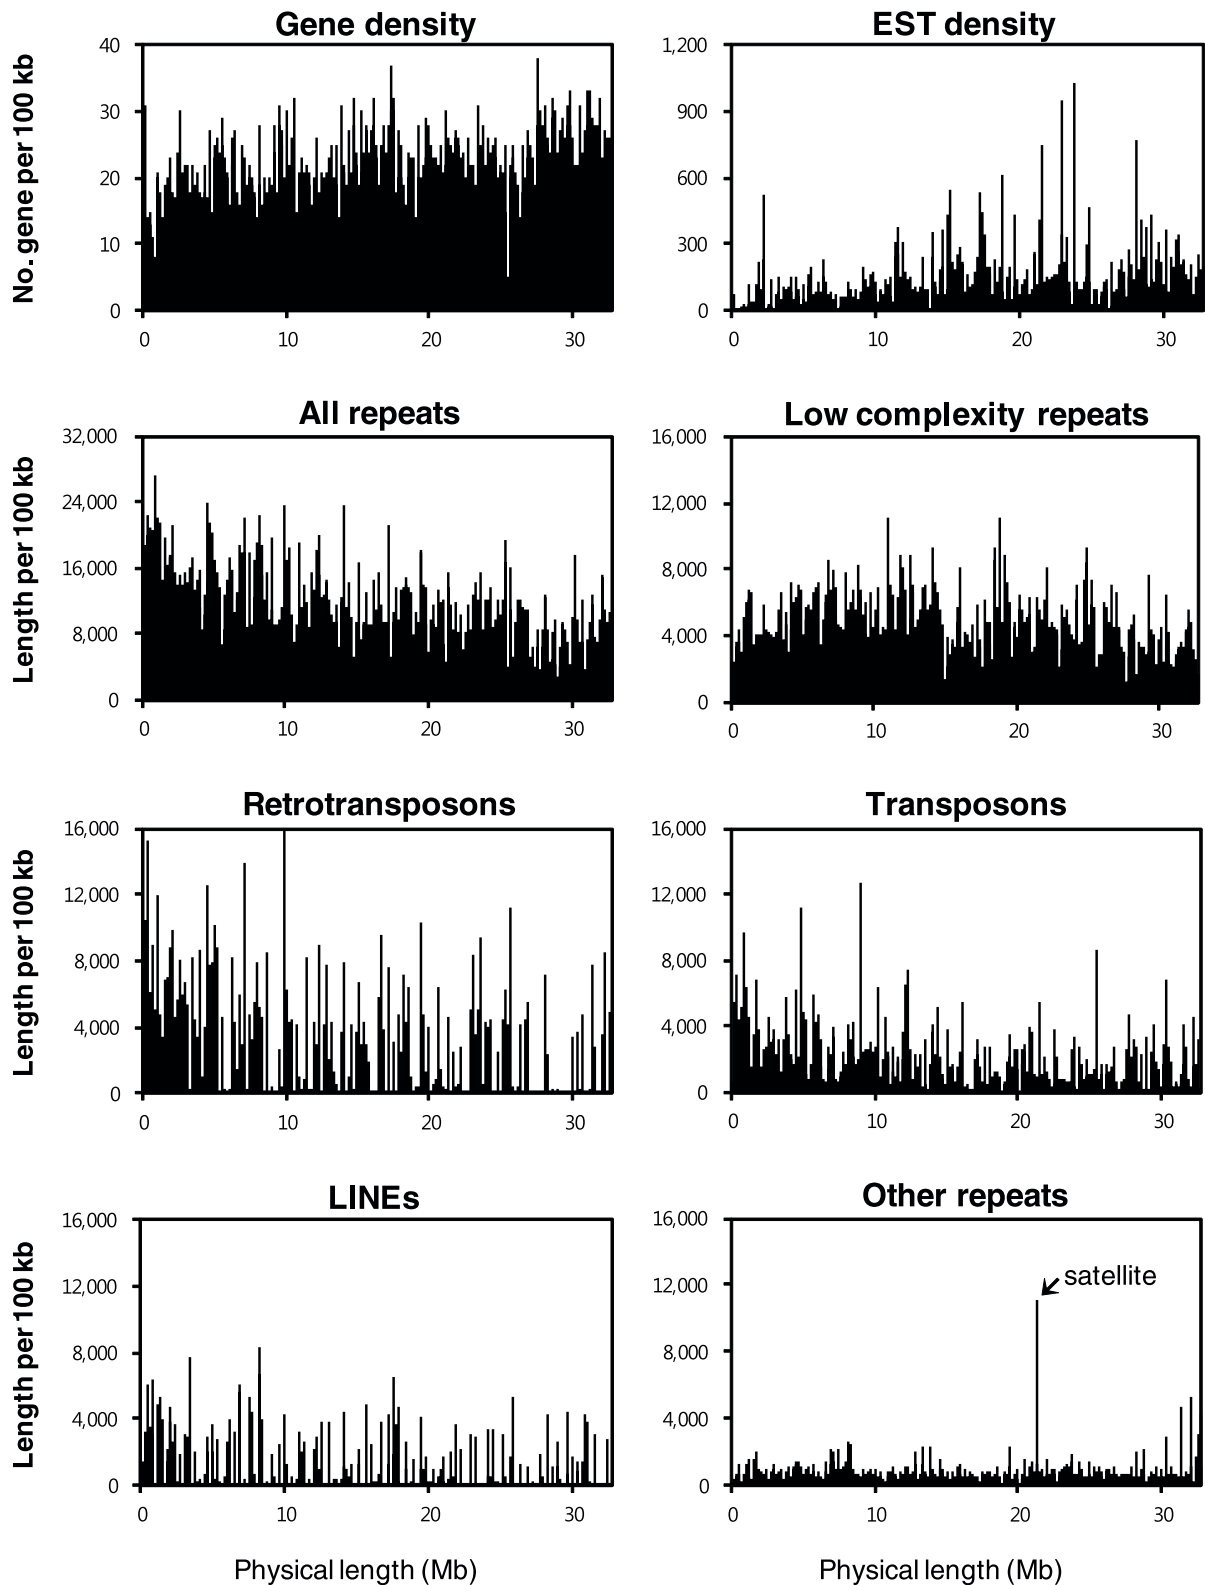 Gene density
No. gene per 100 kb
40
30
20
10
0
0 10 20 30
EST density
1,200
900
600
300
0
0 10 20 30
All repeats
Length per 100 kb
32,000
24,000
16,000
8,000
0
0 10 20 30
Low complexity repeats
16,000
12,000
8,000
4,000
0
0 10 20 30
Retrotransposons
Length per 100 kb
16,000
12,000
8,000
4,000
0
0 10 20 30
Transposons
16,000
12,000
8,000
4,000
0
0 10 20 30
LINEs
Length per 100 kb
16,000
12,000
8,000
4,000
0
0 10 20 30
Physical length (Mb)
Other repeats
16,000
12,000
8,000
4,000
0
satellite
0 10 20 30
Physical length (Mb)